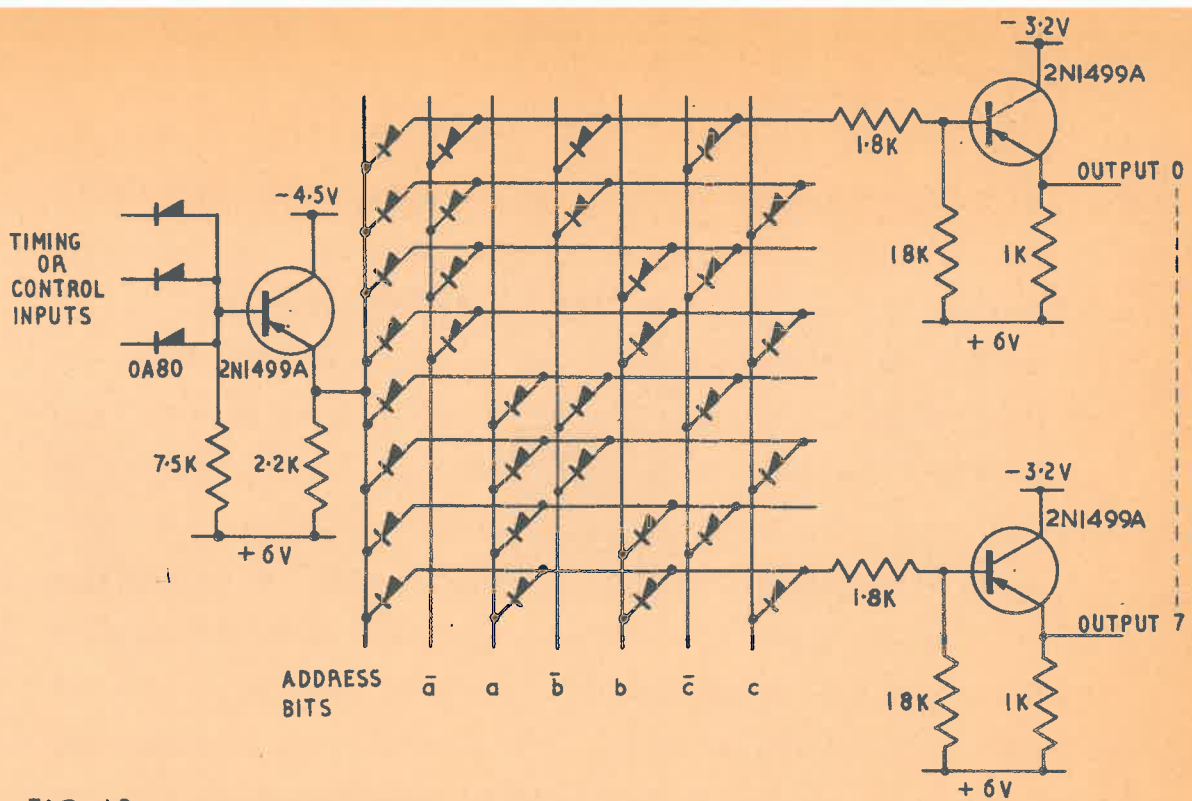 - 3·2V
2N1499A
1·8K
OUTPUT 0
18K
1K
+ 6V
- 4·5V
TIMING
OR
CONTROL
INPUTS
OA80
2N1499A
7·5K
2·2K
+ 6V
- 3·2V
2N1499A
1·8K
OUTPUT 7
18K
1K
+ 6V
ADDRESS
BITS
a̅ a b̅ b c̅ c